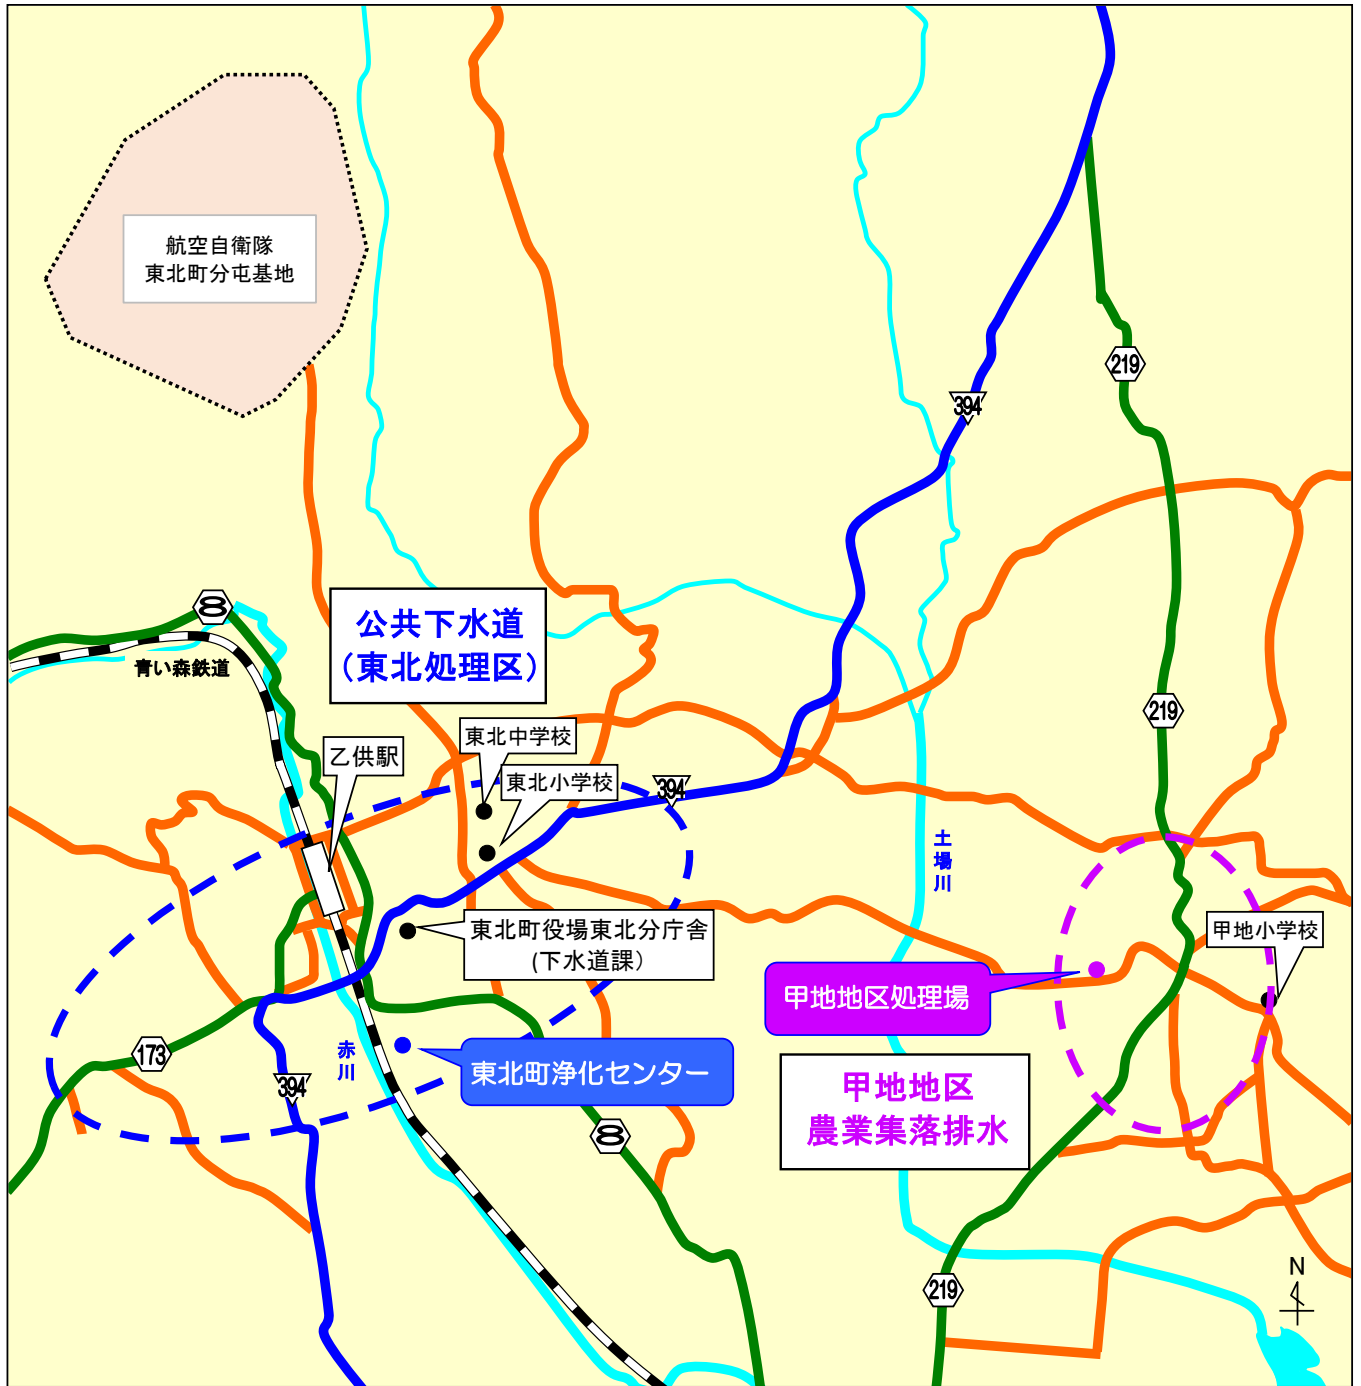 航空自衛隊
東北町分屯基地
219
394
8
公共下水道
（東北処理区）
青い森鉄道
219
東北中学校
乙供駅
東北小学校
394
土場川
東北町役場東北分庁舎
(下水道課）
甲地小学校
甲地地区処理場
173
赤川
東北町浄化センター
394
甲地地区
農業集落排水
8
219
N